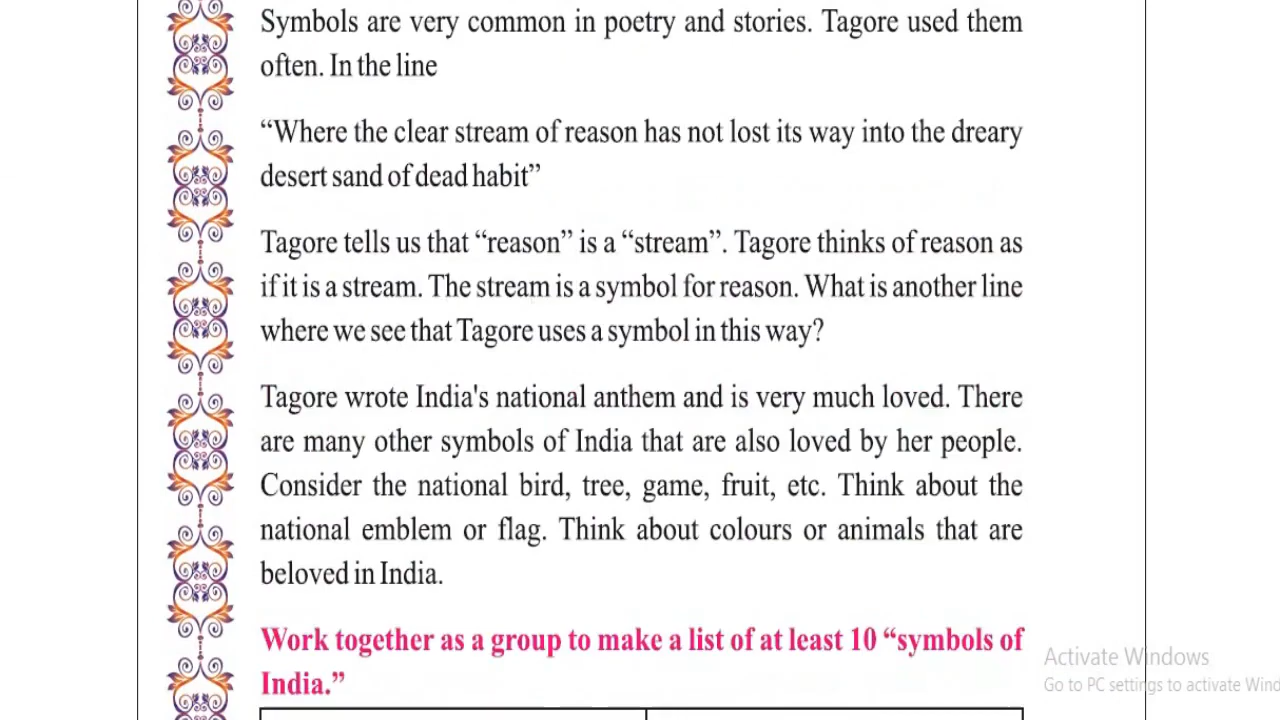 Symbols are very common in poetry and stories. Tagore used them
often. In the line
“Where the clear stream of reason has not lost its way into the dreary
desert sand of dead habit”
Tagore tells us that “reason” is a “stream”. Tagore thinks of reason as
if it is a stream. The stream is a symbol for reason. What is another line
where we see that Tagore uses a symbol in this way?
Tagore wrote India's national anthem and is very much loved. There
are many other symbols of India that are also loved by her people.
Consider the national bird, tree, game, fruit, etc. Think about the
national emblem or flag. Think about colours or animals that are
beloved in India.
Work together as a group to make a list of at least 10 “symbols of
India.”
Activate Windows
Go to PC settings to activate Wind